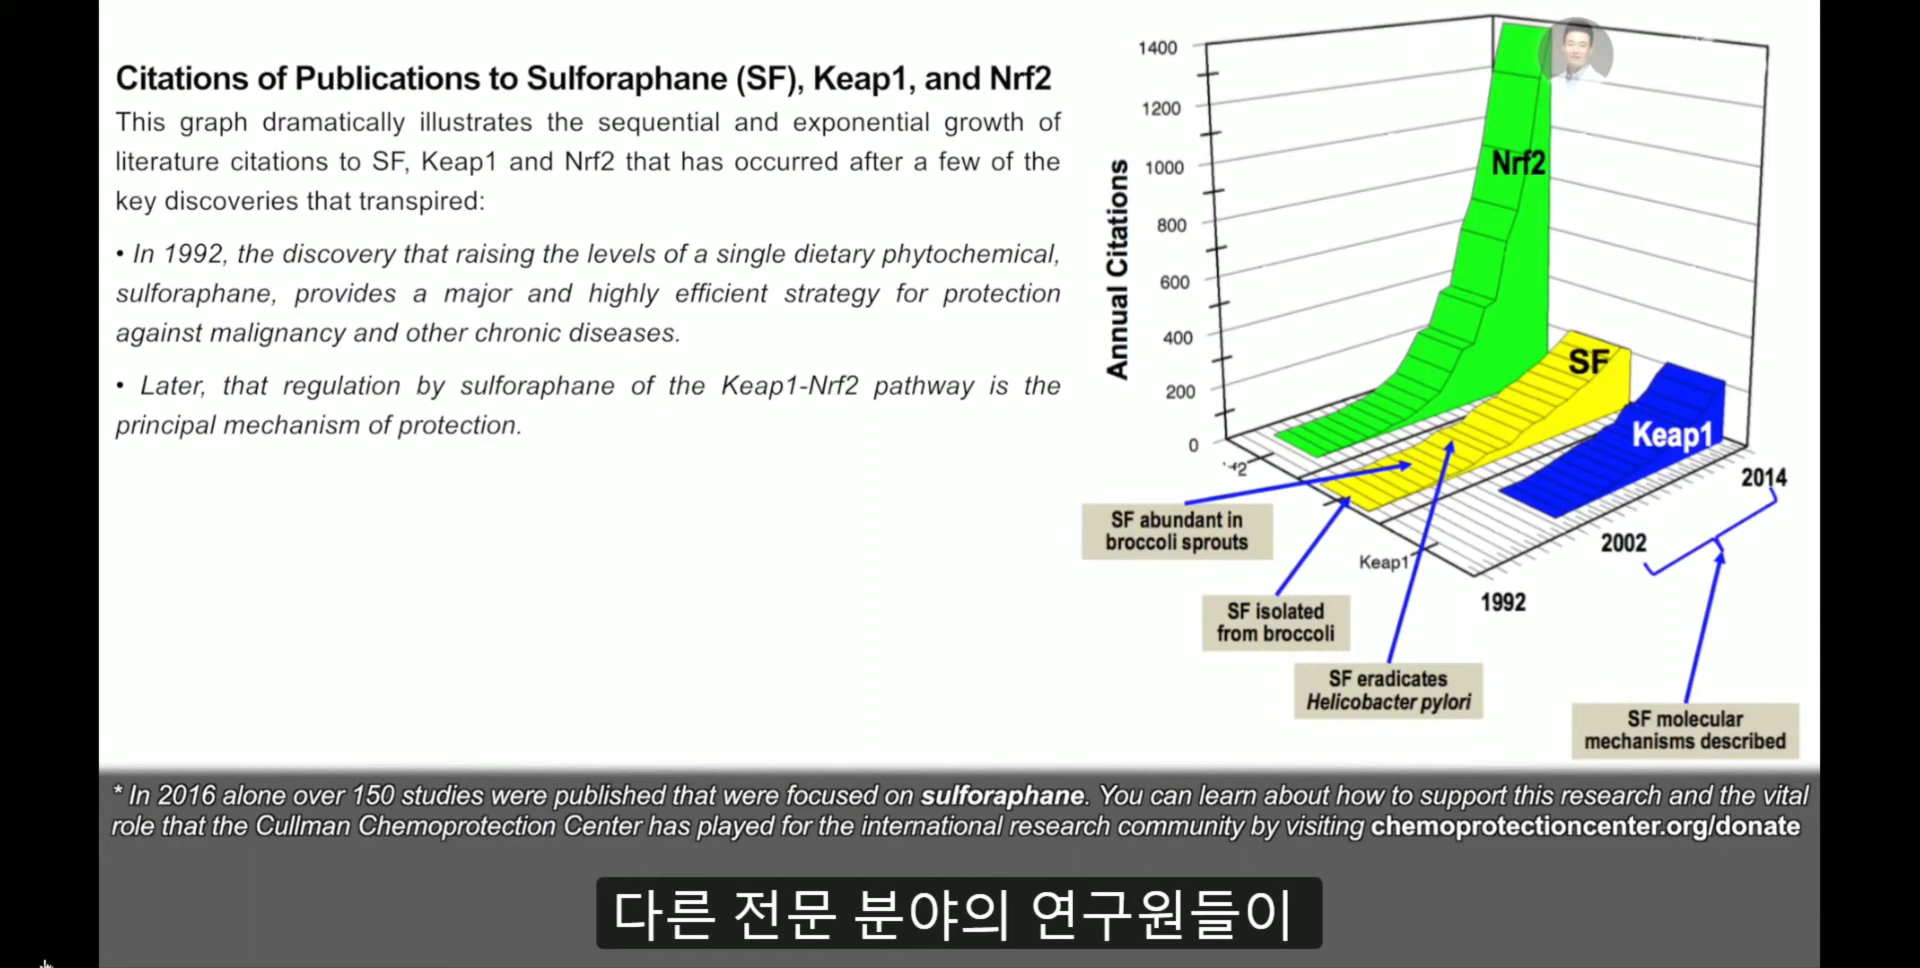 Citations of Publications to Sulforaphane (SF), Keap1, and Nrf2
This graph dramatically illustrates the sequential and exponential growth of
literature citations to SF, Keap1 and Nrf2 that has occurred after a few of the
key discoveries that transpired:
• In 1992, the discovery that raising the levels of a single dietary phytochemical,
sulforaphane, provides a major and highly efficient strategy for protection
against malignancy and other chronic diseases.
• Later, that regulation by sulforaphane of the Keap1-Nrf2 pathway is the
principal mechanism of protection.
Annual Citations
1400
1200
1000
800
600
400
200
0
Nrf2
SF
Keap1
Keap1
1992
2002
2014
SF abundant in
broccoli sprouts
SF isolated
from broccoli
SF eradicates
Helicobacter pylori
SF molecular
mechanisms described
* In 2016 alone over 150 studies were published that were focused on sulforaphane. You can learn about how to support this research and the vital
role that the Cullman Chemoprotection Center has played for the international research community by visiting chemoprotectioncenter.org/donate
다른 전문 분야의 연구원들이